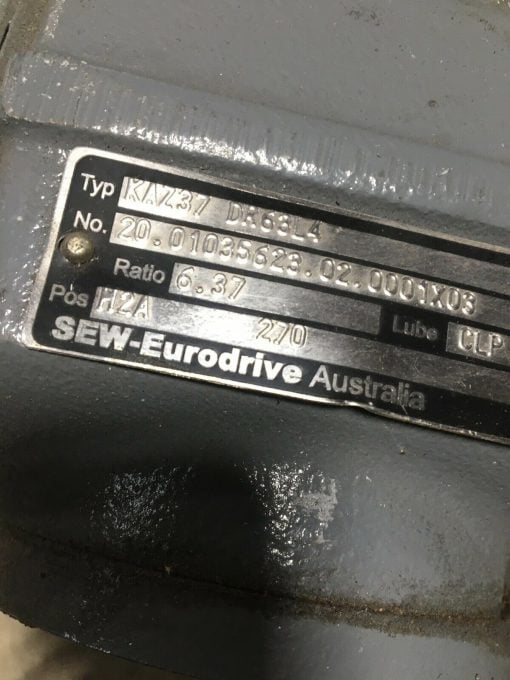 Typ KAZ37 DR63L4
No. 20.01035623.02.0001X03
Ratio 6.37
Pos H2A 270 Lube CLP
SEW-Eurodrive Australia